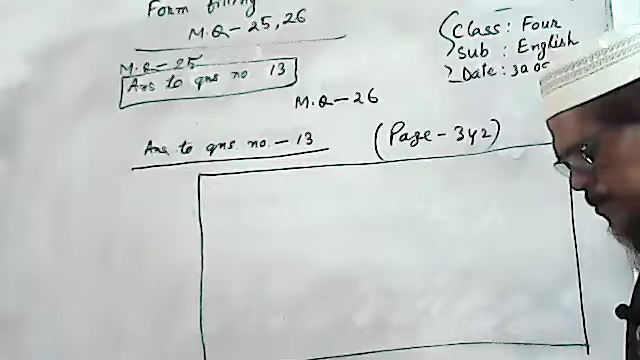 Form filling
M.Q-25,26
Class: Four
Sub: English
Date: 30
M.Q-25
Ans to qns no 13
M.Q-26
Ans to qns. no.-13
(Page-342)